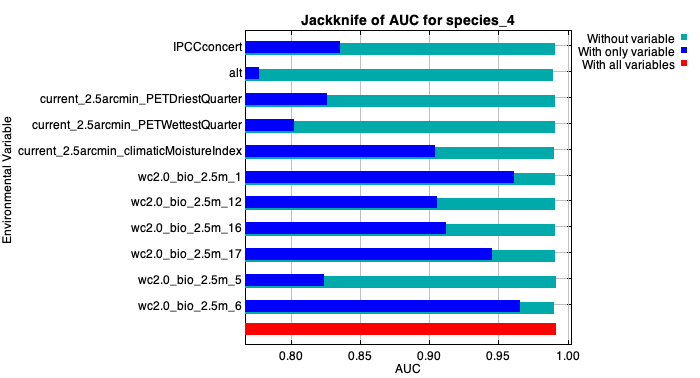 Jackknife of AUC for species_4
Without variable
With only variable
With all variables
Environmental Variable
IPCCconcert
alt
current_2.5arcmin_PETDriestQuarter
current_2.5arcmin_PETWettestQuarter
current_2.5arcmin_climaticMoistureIndex
wc2.0_bio_2.5m_1
wc2.0_bio_2.5m_12
wc2.0_bio_2.5m_16
wc2.0_bio_2.5m_17
wc2.0_bio_2.5m_5
wc2.0_bio_2.5m_6
0.80 0.85 0.90 0.95 1.00
AUC